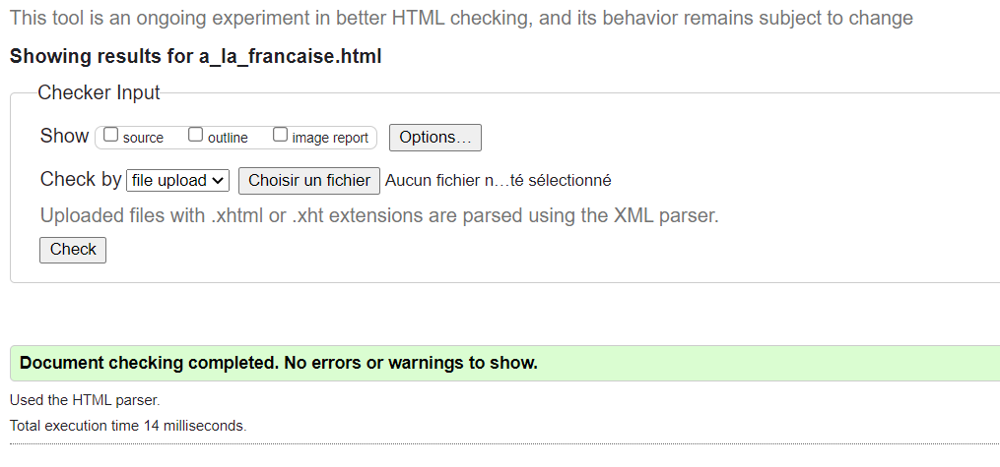 This tool is an ongoing experiment in better HTML checking, and its behavior remains subject to change
Showing results for a_la_francaise.html
Checker Input
Show source outline image report Options...
Check by file upload Choisir un fichier Aucun fichier n...té sélectionné
Uploaded files with .xhtml or .xht extensions are parsed using the XML parser.
Check
Document checking completed. No errors or warnings to show.
Used the HTML parser.
Total execution time 14 milliseconds.